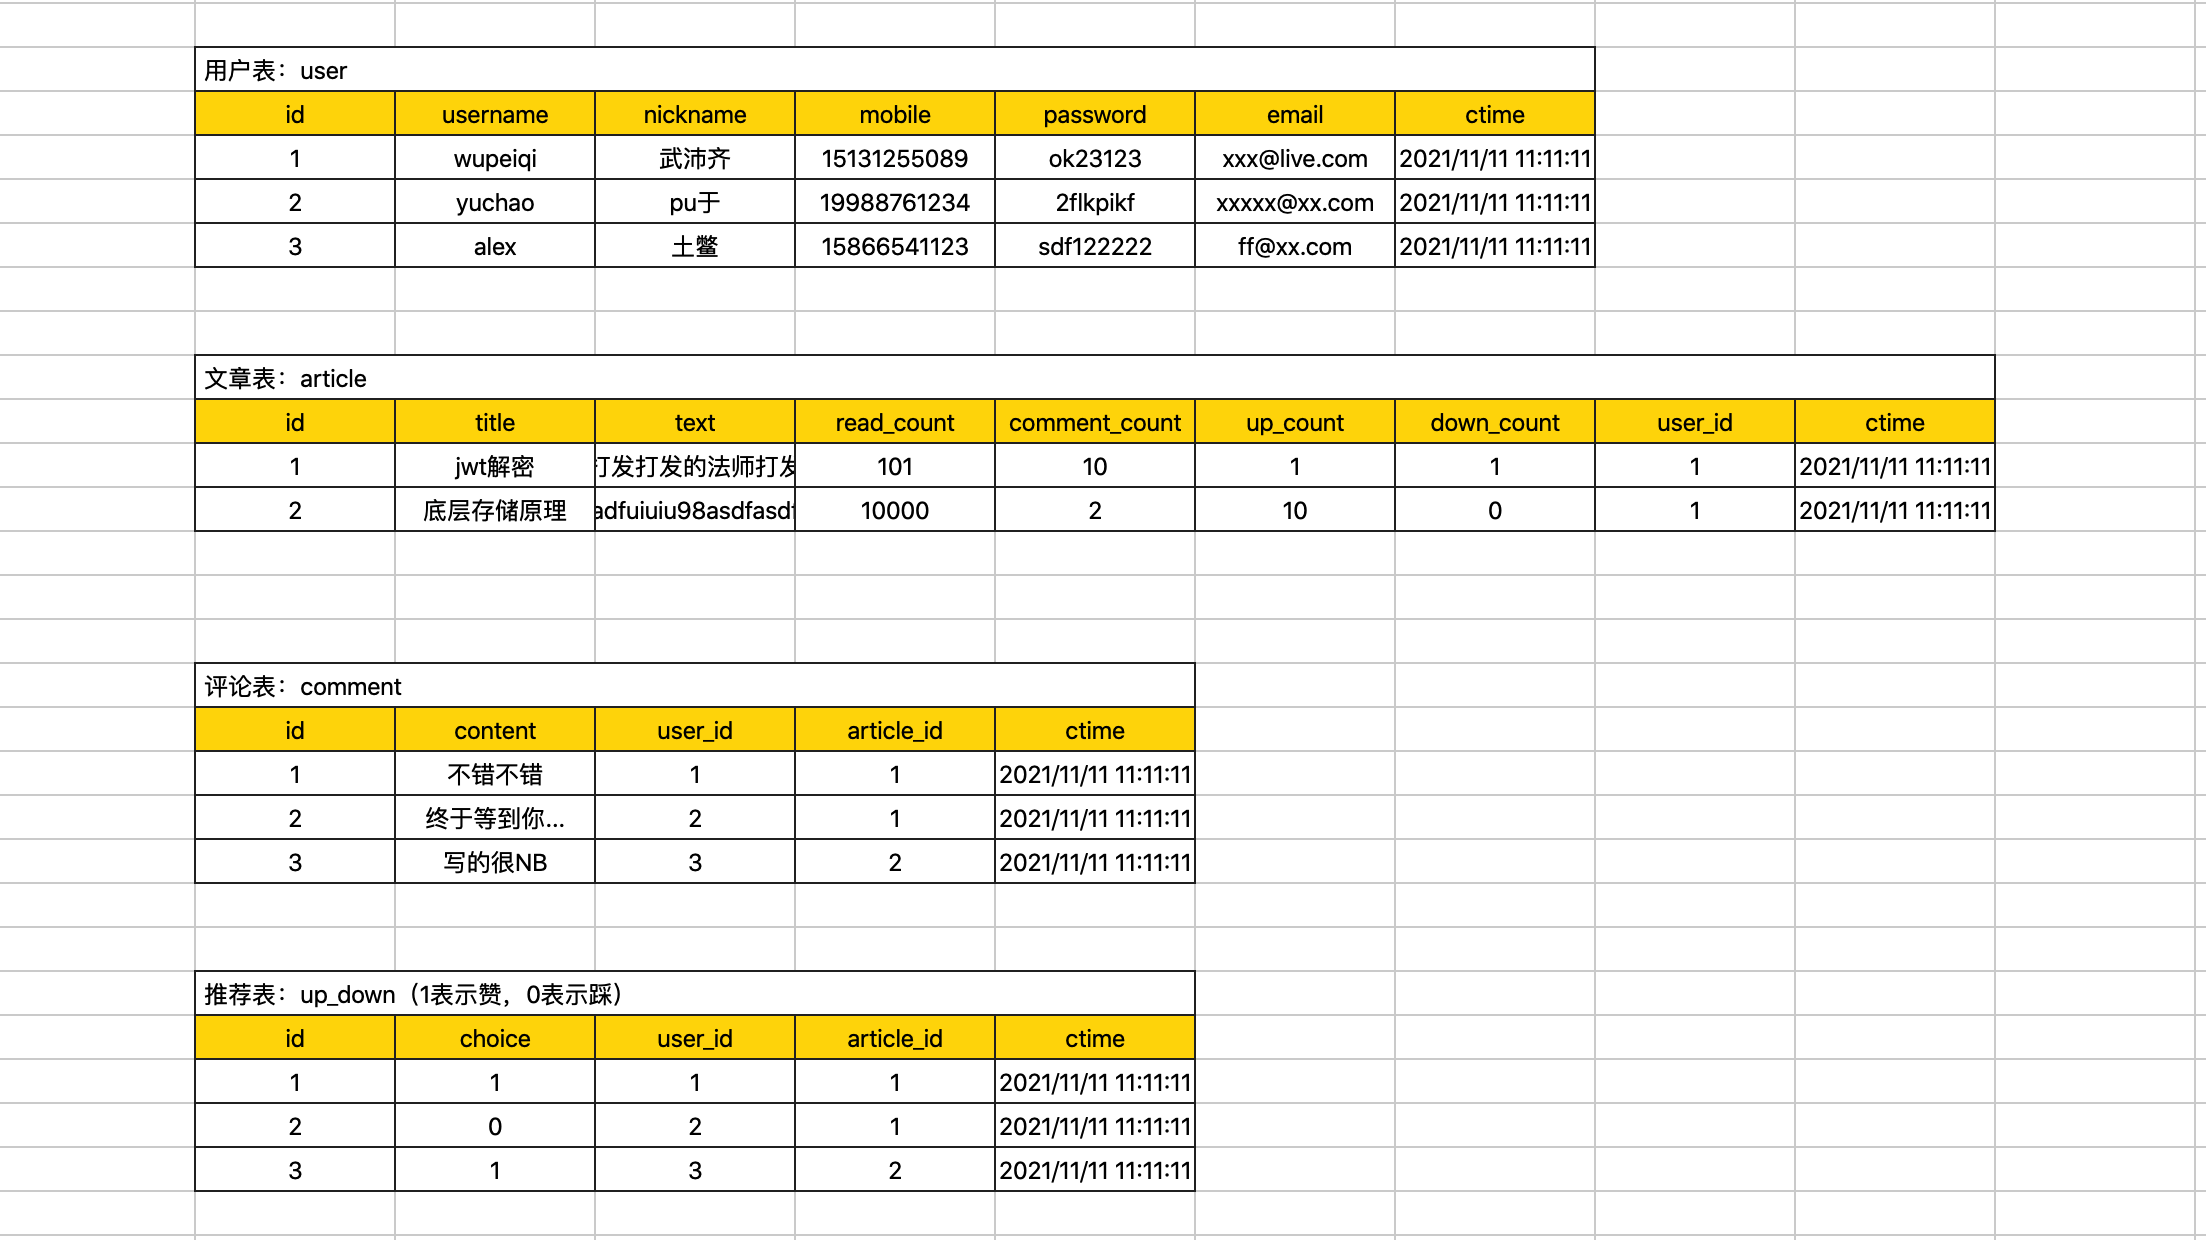 用户表：user
id username nickname mobile password email ctime
1 wupeiqi 武沛齐 15131255089 ok23123 xxx@live.com 2021/11/11 11:11:11
2 yuchao pu于 19988761234 2flkpikf xxxxx@xx.com 2021/11/11 11:11:11
3 alex 土鳖 15866541123 sdf122222 ff@xx.com 2021/11/11 11:11:11
文章表：article
id title text read_count comment_count up_count down_count user_id ctime
1 jwt解密 打发打发的法师打发 101 10 1 1 1 2021/11/11 11:11:11
2 底层存储原理 adfuiuiu98asdfasdf 10000 2 10 0 1 2021/11/11 11:11:11
评论表：comment
id content user_id article_id ctime
1 不错不错 1 1 2021/11/11 11:11:11
2 终于等到你... 2 1 2021/11/11 11:11:11
3 写的很NB 3 2 2021/11/11 11:11:11
推荐表：up_down（1表示赞，0表示踩）
id choice user_id article_id ctime
1 1 1 1 2021/11/11 11:11:11
2 0 2 1 2021/11/11 11:11:11
3 1 3 2 2021/11/11 11:11:11